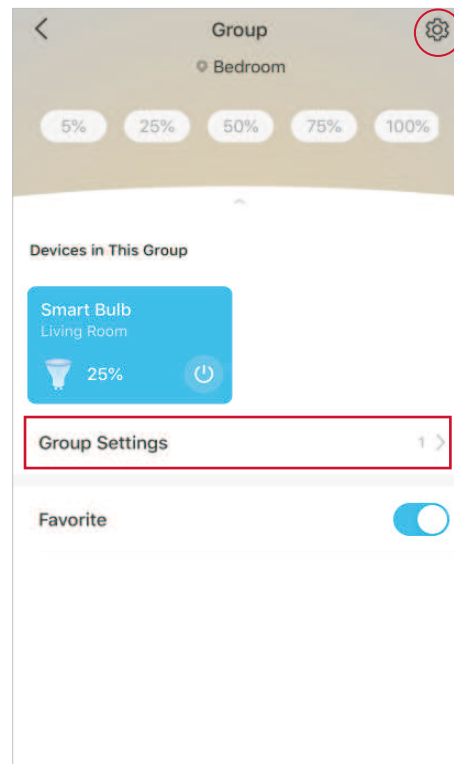 Group
Bedroom
5% 25% 50% 75% 100%
Devices in This Group
Smart Bulb
Living Room
25%
Group Settings 1
Favorite